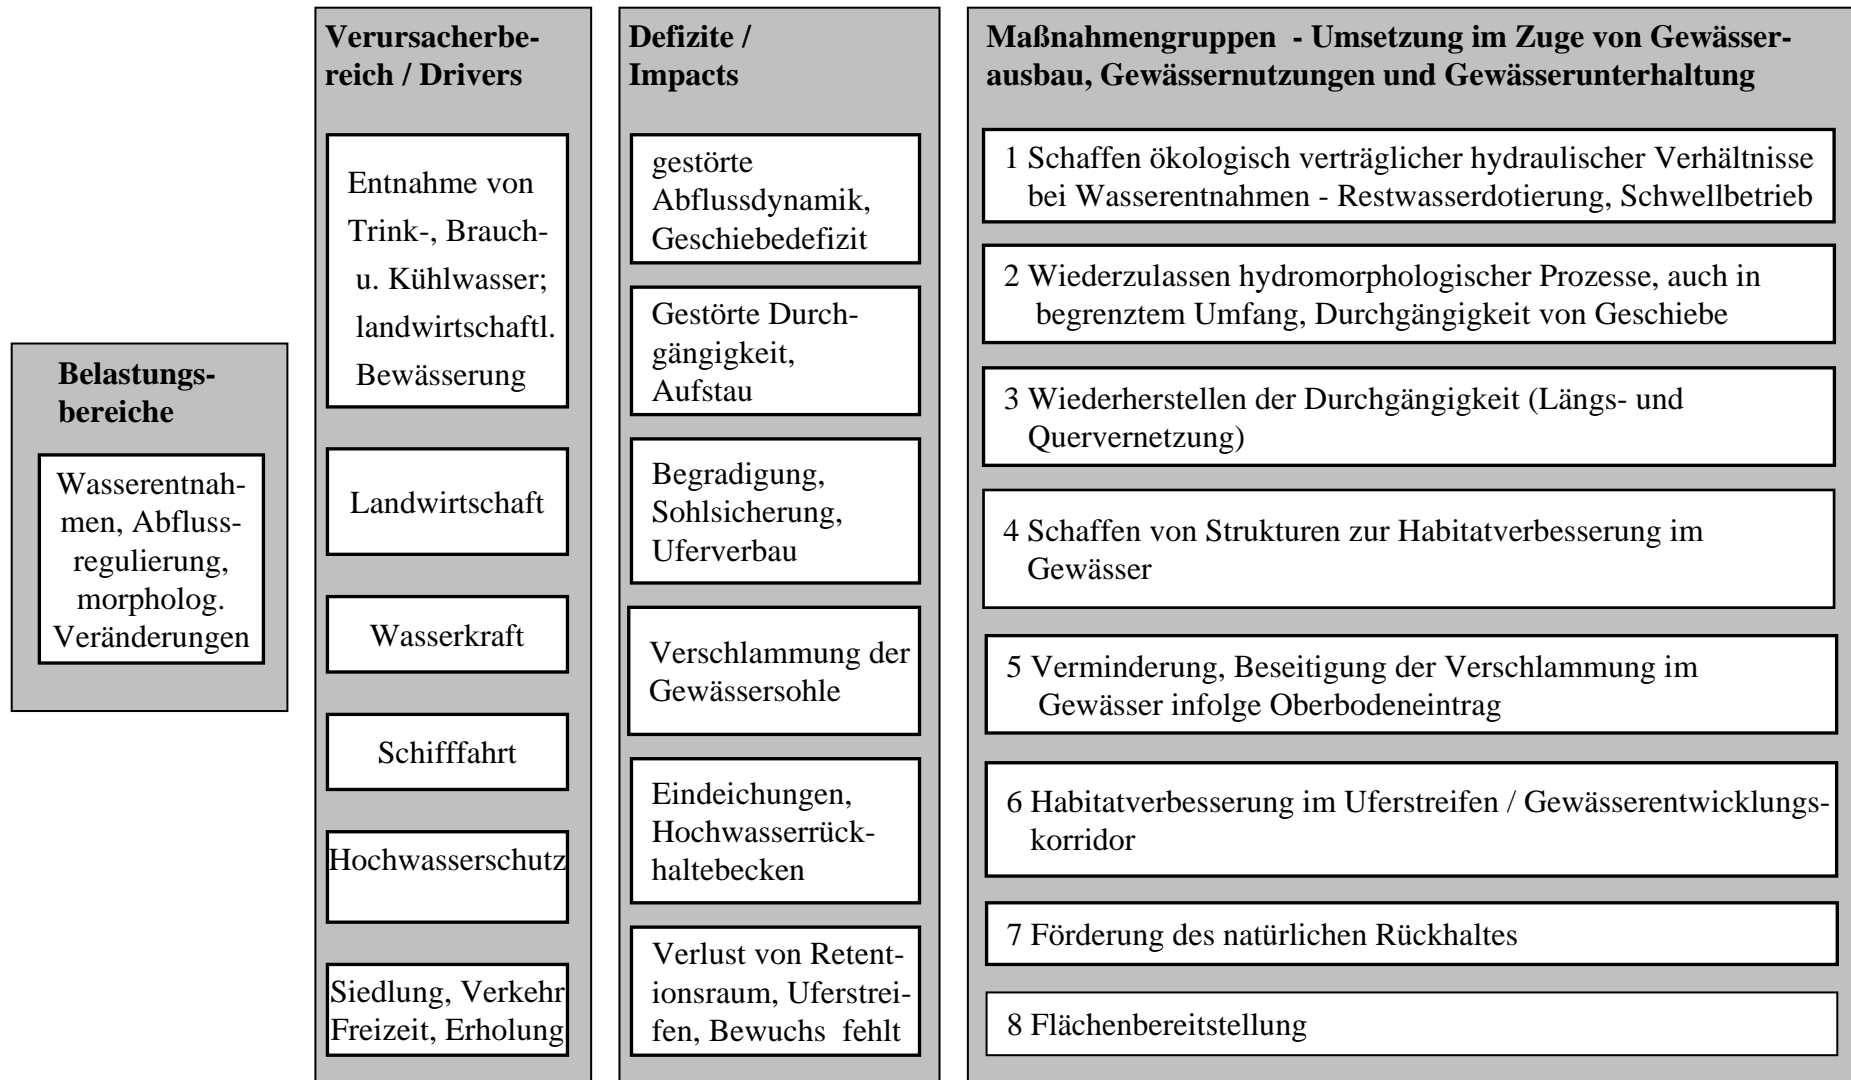 Belastungs-
bereiche
Wasserentnah-
men, Abfluss-
regulierung,
morpholog.
Veränderungen
Verursacherbe-
reich / Drivers
Entnahme von
Trink-, Brauch-
u. Kühlwasser;
landwirtschaftl.
Bewässerung
Landwirtschaft
Wasserkraft
Schifffahrt
Hochwasserschutz
Siedlung, Verkehr
Freizeit, Erholung
Defizite /
Impacts
gestörte
Abflussdynamik,
Geschiebedefizit
Gestörte Durch-
gängigkeit,
Aufstau
Begradigung,
Sohlsicherung,
Uferverbau
Verschlammung der
Gewässersohle
Eindeichungen,
Hochwasserrück-
haltebecken
Verlust von Retent-
ionsraum, Uferstrei-
fen, Bewuchs  fehlt
Maßnahmengruppen  - Umsetzung im Zuge von Gewässer-
ausbau, Gewässernutzungen und Gewässerunterhaltung
1 Schaffen ökologisch verträglicher hydraulischer Verhältnisse
bei Wasserentnahmen - Restwasserdotierung, Schwellbetrieb
2 Wiederzulassen hydromorphologischer Prozesse, auch in
begrenztem Umfang, Durchgängigkeit von Geschiebe
3 Wiederherstellen der Durchgängigkeit (Längs- und
Quervernetzung)
4 Schaffen von Strukturen zur Habitatverbesserung im
Gewässer
5 Verminderung, Beseitigung der Verschlammung im
Gewässer infolge Oberbodeneintrag
6 Habitatverbesserung im Uferstreifen / Gewässerentwicklungs-
korridor
7 Förderung des natürlichen Rückhaltes
8 Flächenbereitstellung